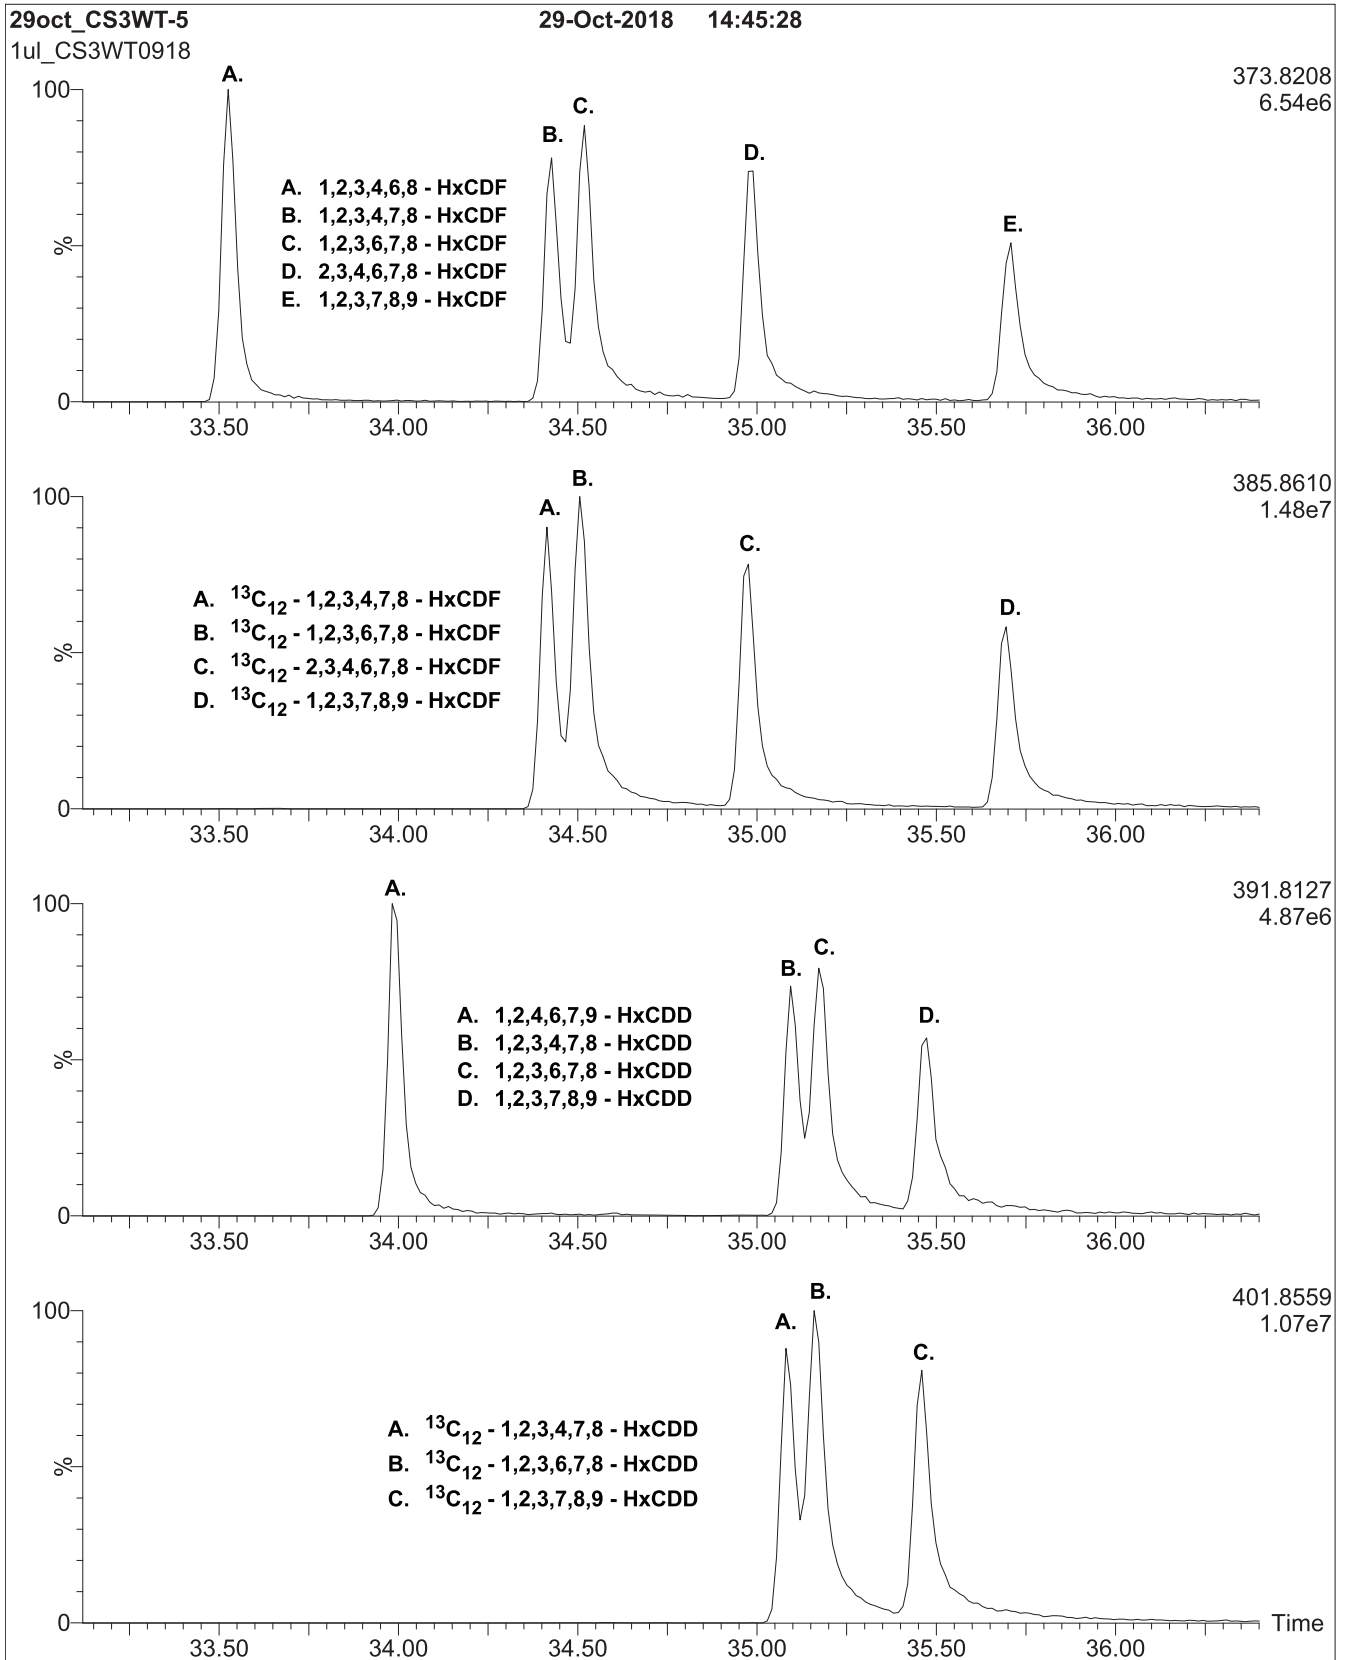 29oct_CS3WT-5 29-Oct-2018 14:45:28
1ul_CS3WT0918
373.8208
6.54e6
100
%
0
A.
B.
C.
D.
E.
A. 1,2,3,4,6,8 - HxCDF
B. 1,2,3,4,7,8 - HxCDF
C. 1,2,3,6,7,8 - HxCDF
D. 2,3,4,6,7,8 - HxCDF
E. 1,2,3,7,8,9 - HxCDF
33.50 34.00 34.50 35.00 35.50 36.00
385.8610
1.48e7
100
%
0
A.
B.
C.
D.
A. ¹³C₁₂ - 1,2,3,4,7,8 - HxCDF
B. ¹³C₁₂ - 1,2,3,6,7,8 - HxCDF
C. ¹³C₁₂ - 2,3,4,6,7,8 - HxCDF
D. ¹³C₁₂ - 1,2,3,7,8,9 - HxCDF
33.50 34.00 34.50 35.00 35.50 36.00
391.8127
4.87e6
100
%
0
A.
B.
C.
D.
A. 1,2,4,6,7,9 - HxCDD
B. 1,2,3,4,7,8 - HxCDD
C. 1,2,3,6,7,8 - HxCDD
D. 1,2,3,7,8,9 - HxCDD
33.50 34.00 34.50 35.00 35.50 36.00
401.8559
1.07e7
100
%
0
A.
B.
C.
A. ¹³C₁₂ - 1,2,3,4,7,8 - HxCDD
B. ¹³C₁₂ - 1,2,3,6,7,8 - HxCDD
C. ¹³C₁₂ - 1,2,3,7,8,9 - HxCDD
Time
33.50 34.00 34.50 35.00 35.50 36.00